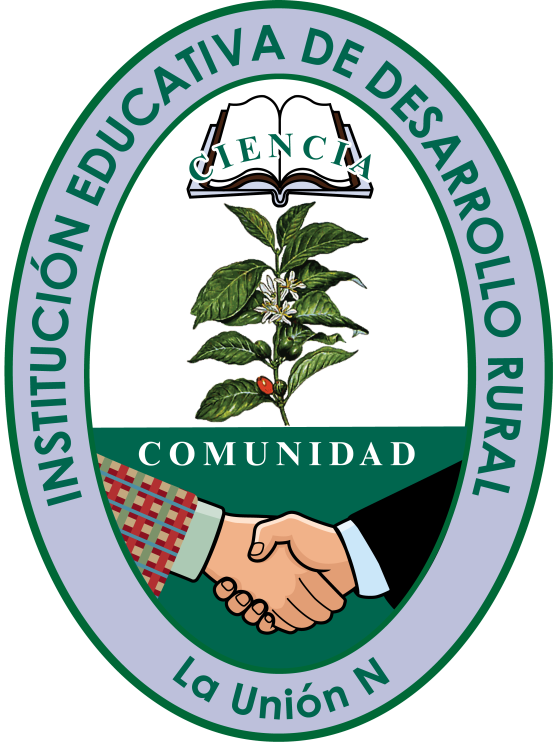 INSTITUCIÓN EDUCATIVA DE DESARROLLO RURAL
CIENCIA
COMUNIDAD
La Unión N